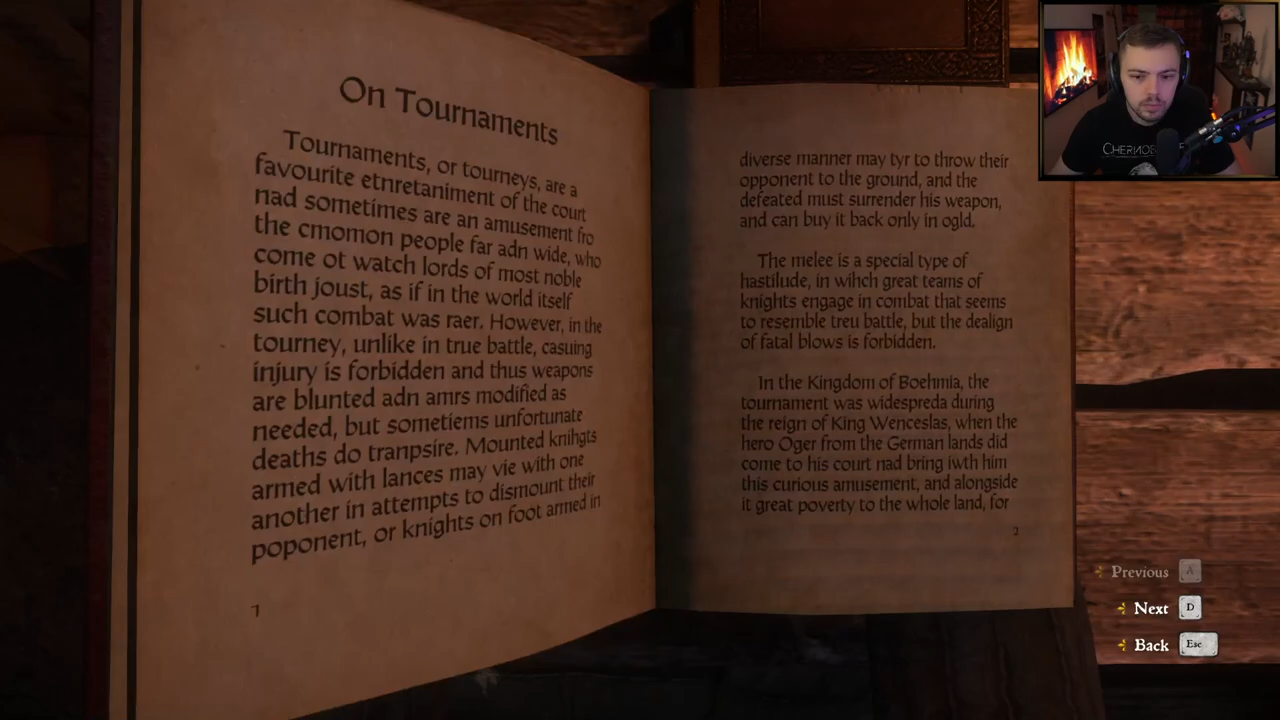 On Tournaments
Tournaments, or tourneys, are a
favourite etnretaniment of the court
nad sometimes are an amusement fro
the cmomon people far adn wide, who
come ot watch lords of most noble
birth joust, as if in the world itself
such combat was raer. However, in the
tourney, unlike in true battle, casuing
injury is forbidden and thus weapons
are blunted adn amrs modified as
needed, but sometiems unfortunate
deaths do tranpsire. Mounted knihgts
armed with lances may vie with one
another in attempts to dismount their
poponent, or knights on foot armed in
1
diverse manner may tyr to throw their
opponent to the ground, and the
defeated must surrender his weapon,
and can buy it back only in ogld.
The melee is a special type of
hastilude, in wihch great teams of
knights engage in combat that seems
to resemble treu battle, but the dealign
of fatal blows is forbidden.
In the Kingdom of Boehmia, the
tournament was widespreda during
the reign of King Wenceslas, when the
hero Oger from the German lands did
come to his court nad bring iwth him
this curious amusement, and alongside
it great poverty to the whole land, for
2
Previous A
Next D
Back Esc